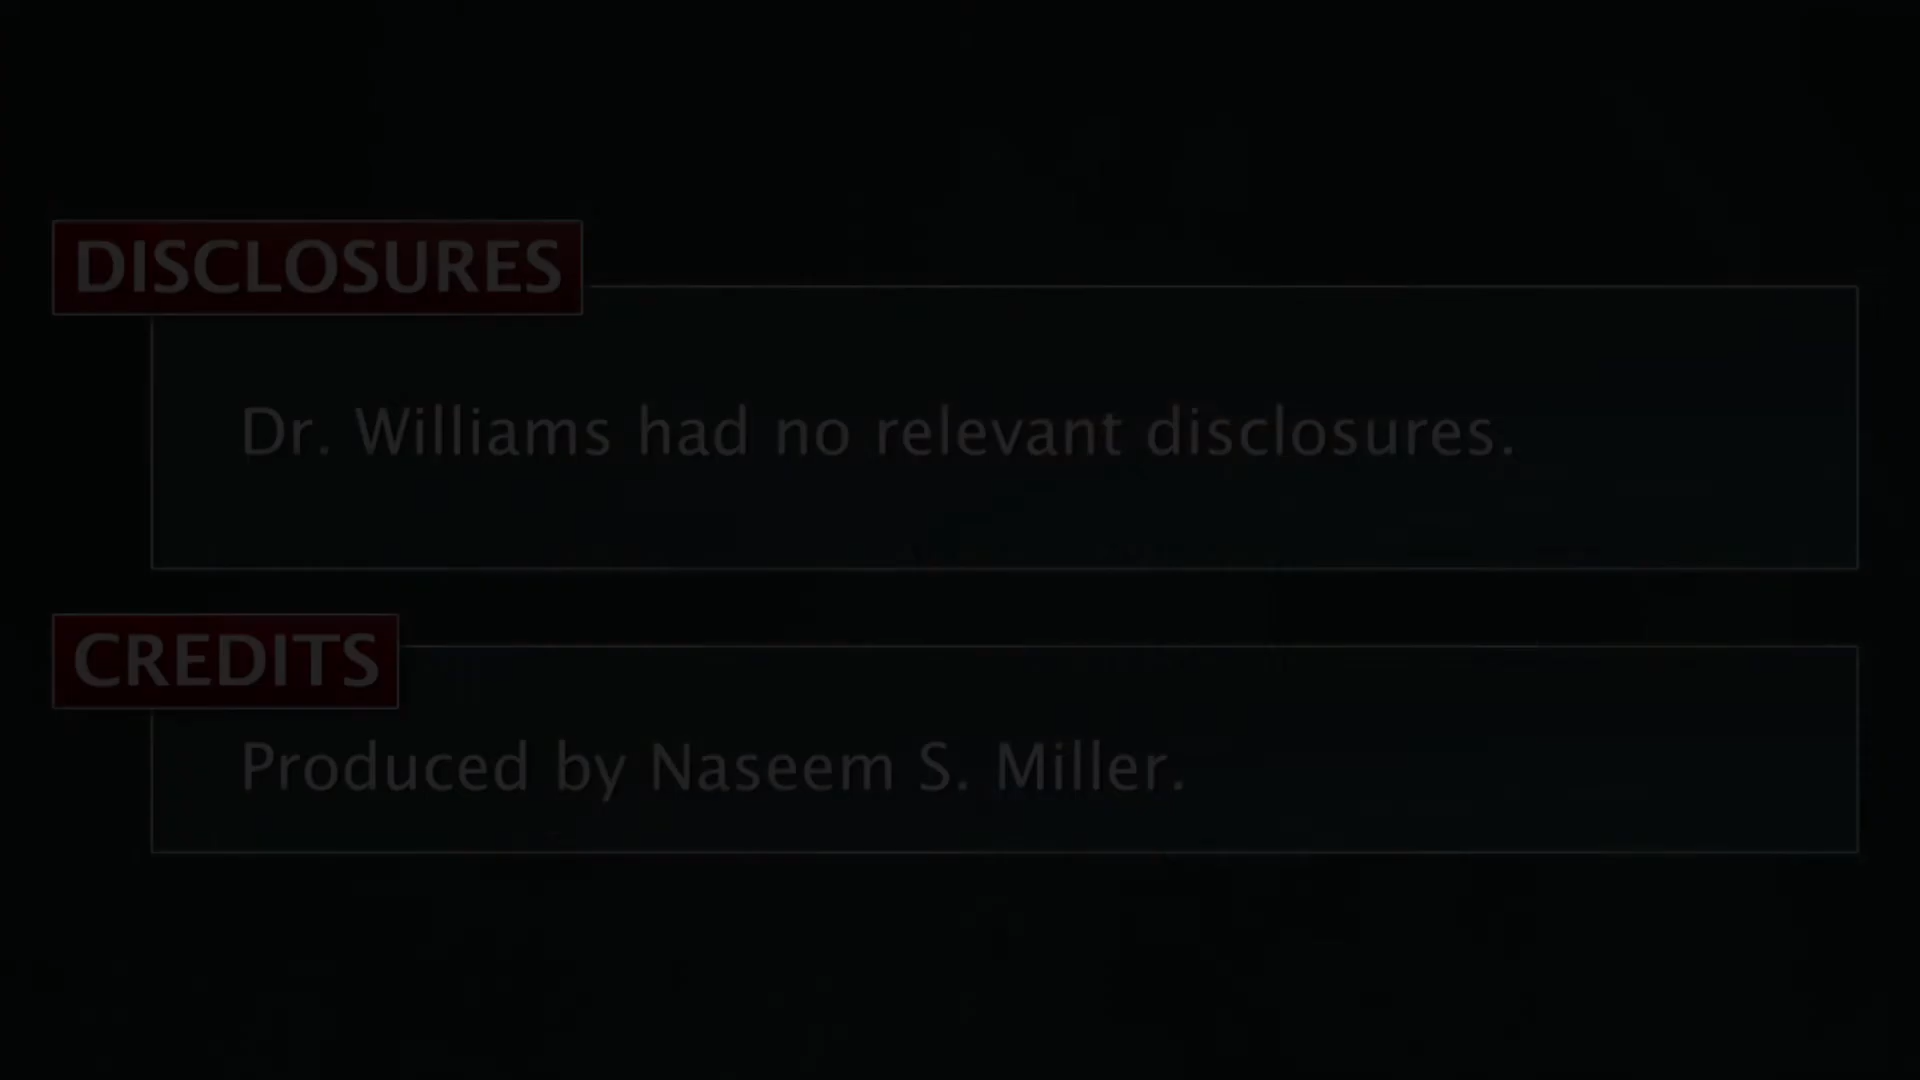 DISCLOSURES
Dr. Williams had no relevant disclosures.
CREDITS
Produced by Naseem S. Miller.